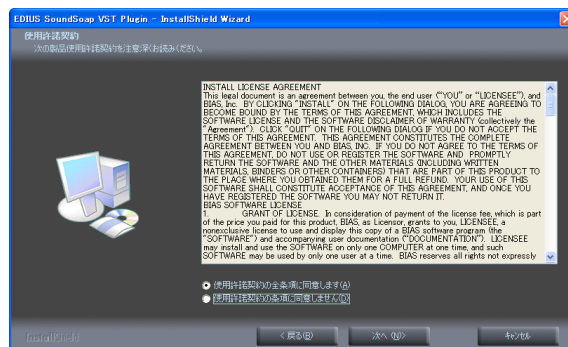 EDIUS SoundSoap VST Plugin - InstallShield Wizard
使用許諾契約
次の製品使用許諾契約を注意深くお読みください。
INSTALL LICENSE AGREEMENT
This legal document is an agreement between you, the end user ("YOU" or "LICENSEE"), and
BIAS, Inc. BY CLICKING "INSTALL" ON THE FOLLOWING DIALOG, YOU ARE AGREEING TO
BECOME BOUND BY THE TERMS OF THIS AGREEMENT, WHICH INCLUDES THE
SOFTWARE LICENSE AND THE SOFTWARE DISCLAIMER OF WARRANTY (collectively the
"Agreement"). CLICK "QUIT" ON THE FOLLOWING DIALOG IF YOU DO NOT ACCEPT THE
TERMS OF THIS AGREEMENT. THIS AGREEMENT CONSTITUTES THE COMPLETE
AGREEMENT BETWEEN YOU AND BIAS, INC. IF YOU DO NOT AGREE TO THE TERMS OF
THIS AGREEMENT, DO NOT USE OR REGISTER THE SOFTWARE AND PROMPTLY
RETURN THE SOFTWARE AND THE OTHER MATERIALS (INCLUDING WRITTEN
MATERIALS, BINDERS OR OTHER CONTAINERS) THAT ARE PART OF THIS PRODUCT TO
THE PLACE WHERE YOU OBTAINED THEM FOR A FULL REFUND. YOUR USE OF THIS
SOFTWARE SHALL CONSTITUTE ACCEPTANCE OF THIS AGREEMENT, AND ONCE YOU
HAVE REGISTERED THE SOFTWARE YOU MAY NOT RETURN IT.
BIAS SOFTWARE LICENSE
1. GRANT OF LICENSE. In consideration of payment of the license fee, which is part
of the price you paid for this product, BIAS, as Licensor, grants to you, LICENSEE, a
nonexclusive license to use and display this copy of a BIAS software program (the
"SOFTWARE") and accompanying user documentation ("DOCUMENTATION"). LICENSEE
may install and use the SOFTWARE on only one COMPUTER at one time, and such
SOFTWARE may be used by only one user at a time. BIAS reserves all rights not expressly
使用許諾契約の全条項に同意します(A)
使用許諾契約の条項に同意しません(D)
InstallShield
< 戻る(B)
次へ (N)>
キャンセル